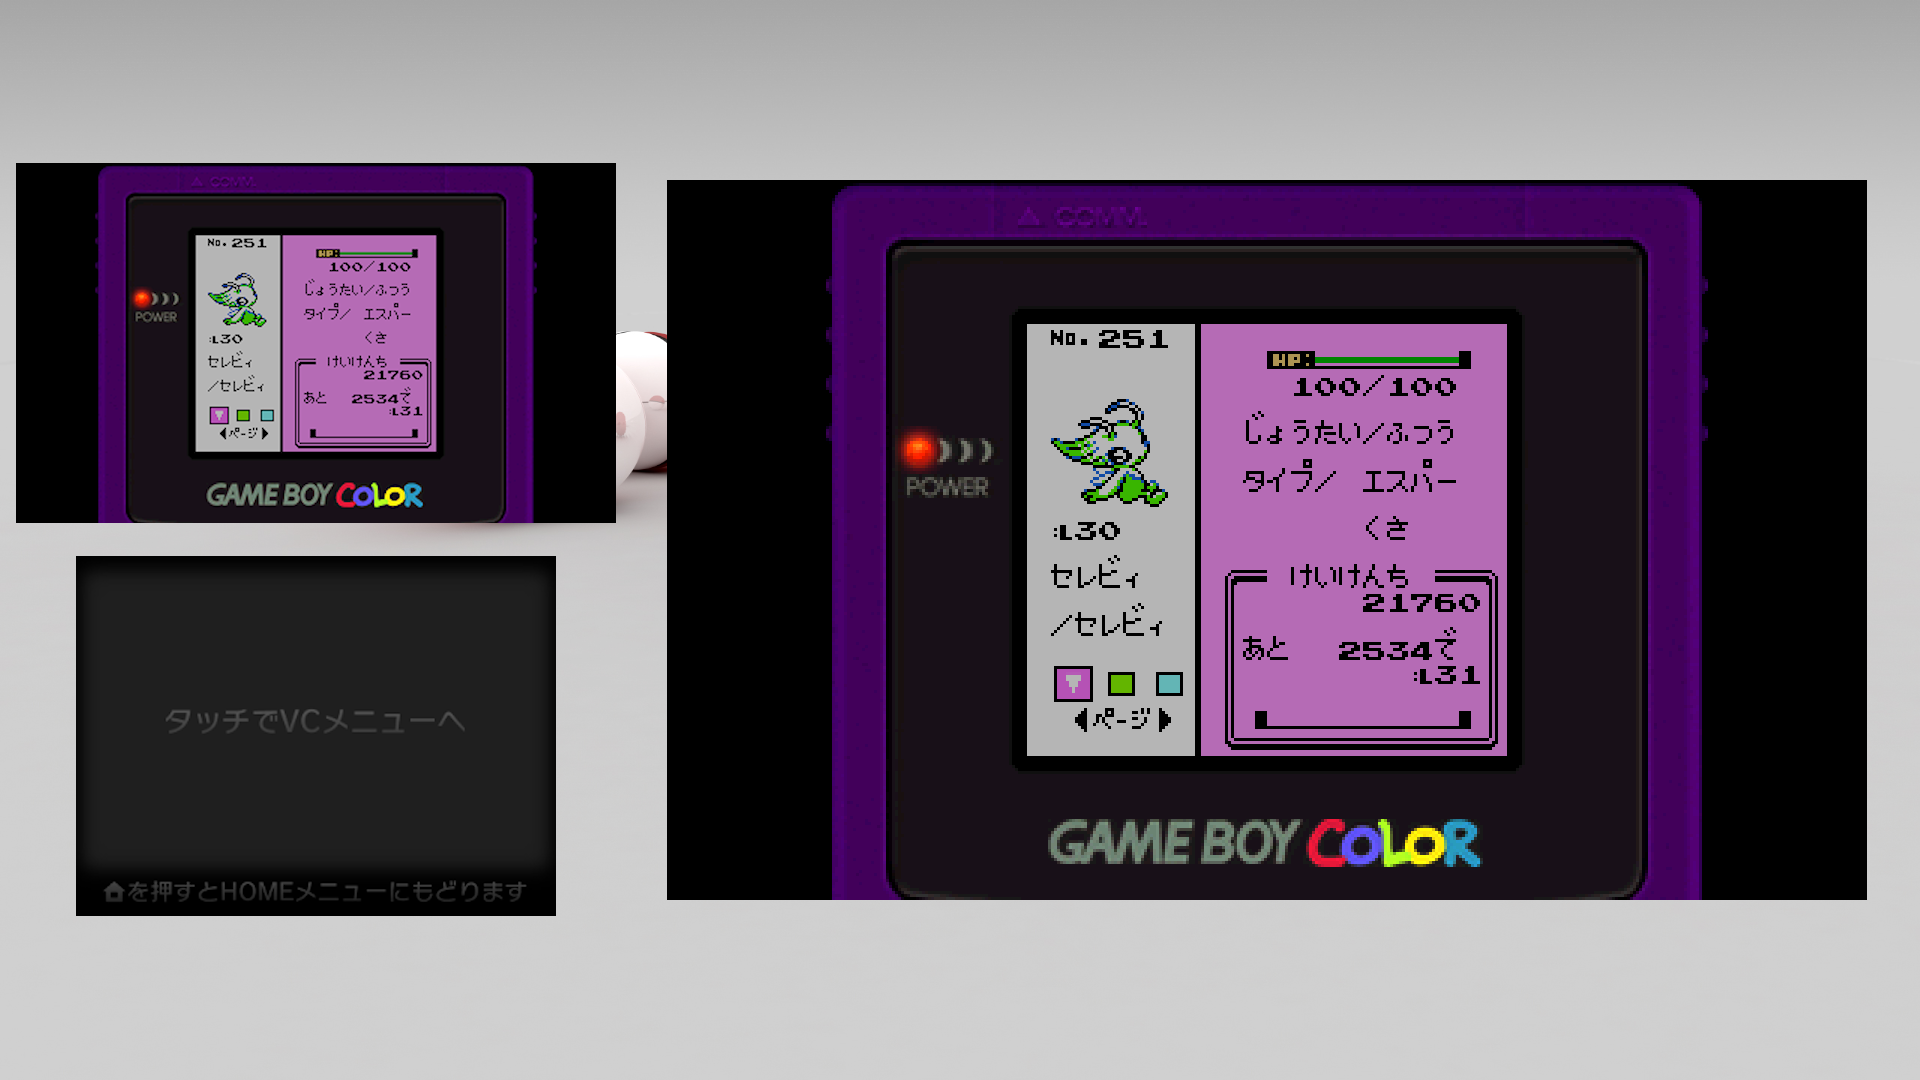 △ COMM.
No.251
HP:
100/100
じょうたい/ふつう
タイプ/ エスパー
くさ
POWER
:L30
セレビィ
/セレビィ
けいけんち
21760
あと 2534で
:L31
◀ページ▶
GAME BOY COLOR
タッチでVCメニューへ
を押すとHOMEメニューにもどります
△ COMM.
No.251
HP:
100/100
じょうたい/ふつう
タイプ/ エスパー
くさ
POWER
:L30
セレビィ
/セレビィ
けいけんち
21760
あと 2534で
:L31
◀ページ▶
GAME BOY COLOR